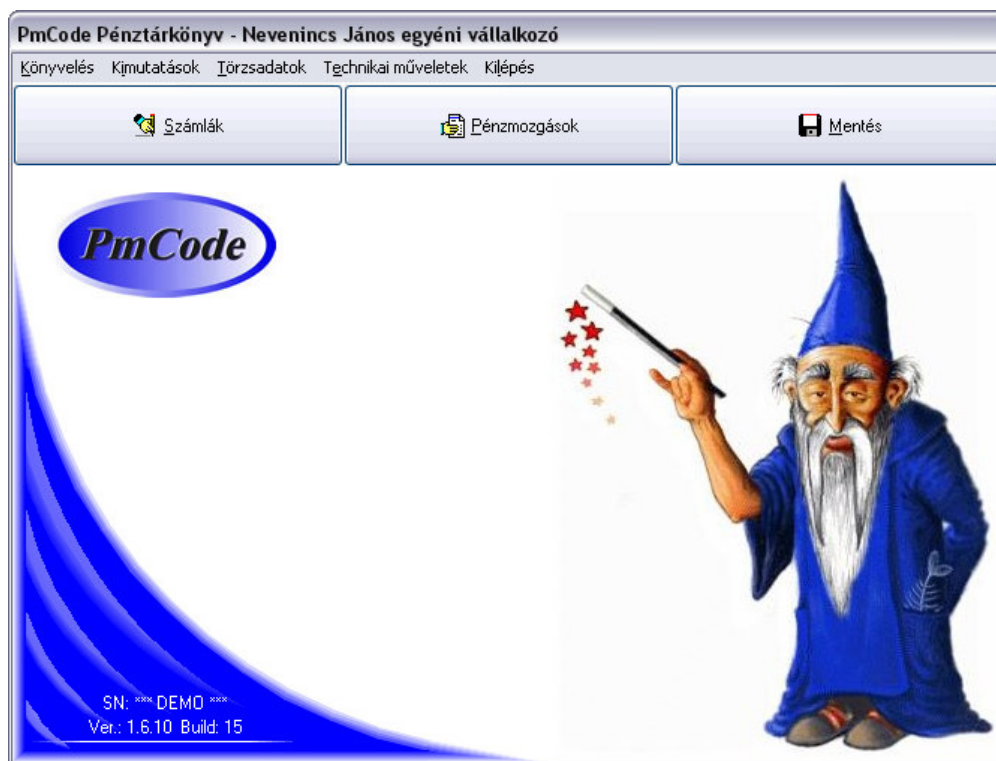 PmCode Pénztárkönyv - Nevenincs János egyéni vállalkozó
Könyvelés Kimutatások Törzsadatok Technikai műveletek Kilépés
Számlák Pénzmozgások Mentés
PmCode
SN: *** DEMO ***
Ver.: 1.6.10 Build: 15